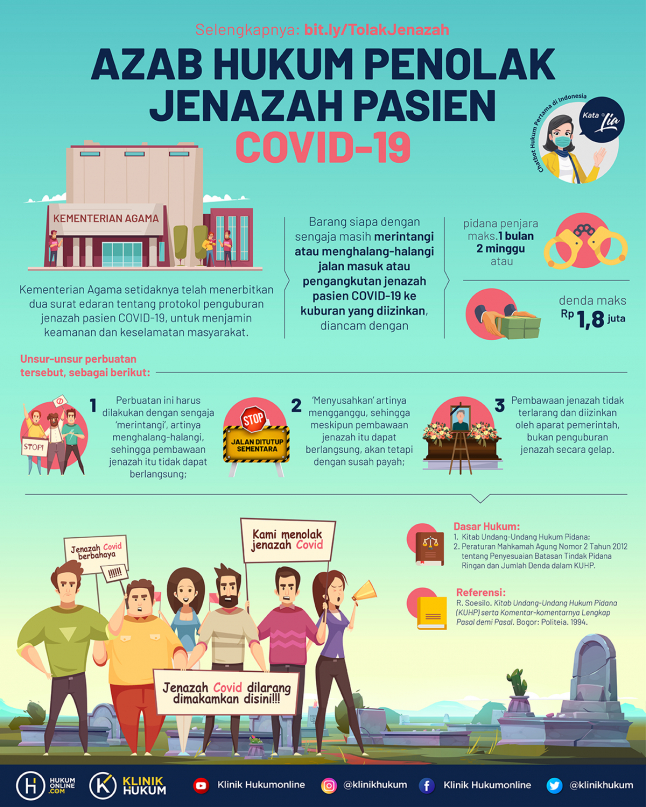 Selengkapnya: bit.ly/TolakJenazah
AZAB HUKUM PENOLAK
JENAZAH PASIEN
COVID-19
Chatbot Hukum Pertama di Indonesia
Kata
Lia
KEMENTERIAN AGAMA
Kementerian Agama setidaknya telah menerbitkan
dua surat edaran tentang protokol penguburan
jenazah pasien COVID-19, untuk menjamin
keamanan dan keselamatan masyarakat.
Barang siapa dengan
sengaja masih merintangi
atau menghalang-halangi
jalan masuk atau
pengangkutan jenazah
pasien COVID-19 ke
kuburan yang diizinkan,
diancam dengan
pidana penjara
maks. 1 bulan
2 minggu
atau
denda maks
Rp 1,8 juta
Unsur-unsur perbuatan
tersebut, sebagai berikut:
STOP!
1
Perbuatan ini harus
dilakukan dengan sengaja
'merintangi', artinya
menghalang-halangi,
sehingga pembawaan
jenazah itu tidak dapat
berlangsung;
STOP
JALAN DITUTUP
SEMENTARA
2
'Menyusahkan' artinya
mengganggu, sehingga
meskipun pembawaan
jenazah itu dapat
berlangsung, akan tetapi
dengan susah payah;
3
Pembawaan jenazah tidak
terlarang dan diizinkan
oleh aparat pemerintah,
bukan penguburan
jenazah secara gelap.
Jenazah Covid
berbahaya
!!!!!
Kami menolak
jenazah Covid
Jenazah Covid dilarang
dimakamkan disini!!!
Dasar Hukum:
1. Kitab Undang-Undang Hukum Pidana;
2. Peraturan Mahkamah Agung Nomor 2 Tahun 2012
tentang Penyesuaian Batasan Tindak Pidana
Ringan dan Jumlah Denda dalam KUHP.
Referensi:
R. Soesilo. Kitab Undang-Undang Hukum Pidana
(KUHP) serta Komentar-komentarnya Lengkap
Pasal demi Pasal. Bogor: Politeia. 1994.
HUKUM
ONLINE
.COM
KLINIK
HUKUM
Klinik Hukumonline
@klinikhukum
Klinik Hukumonline
@klinikhukum